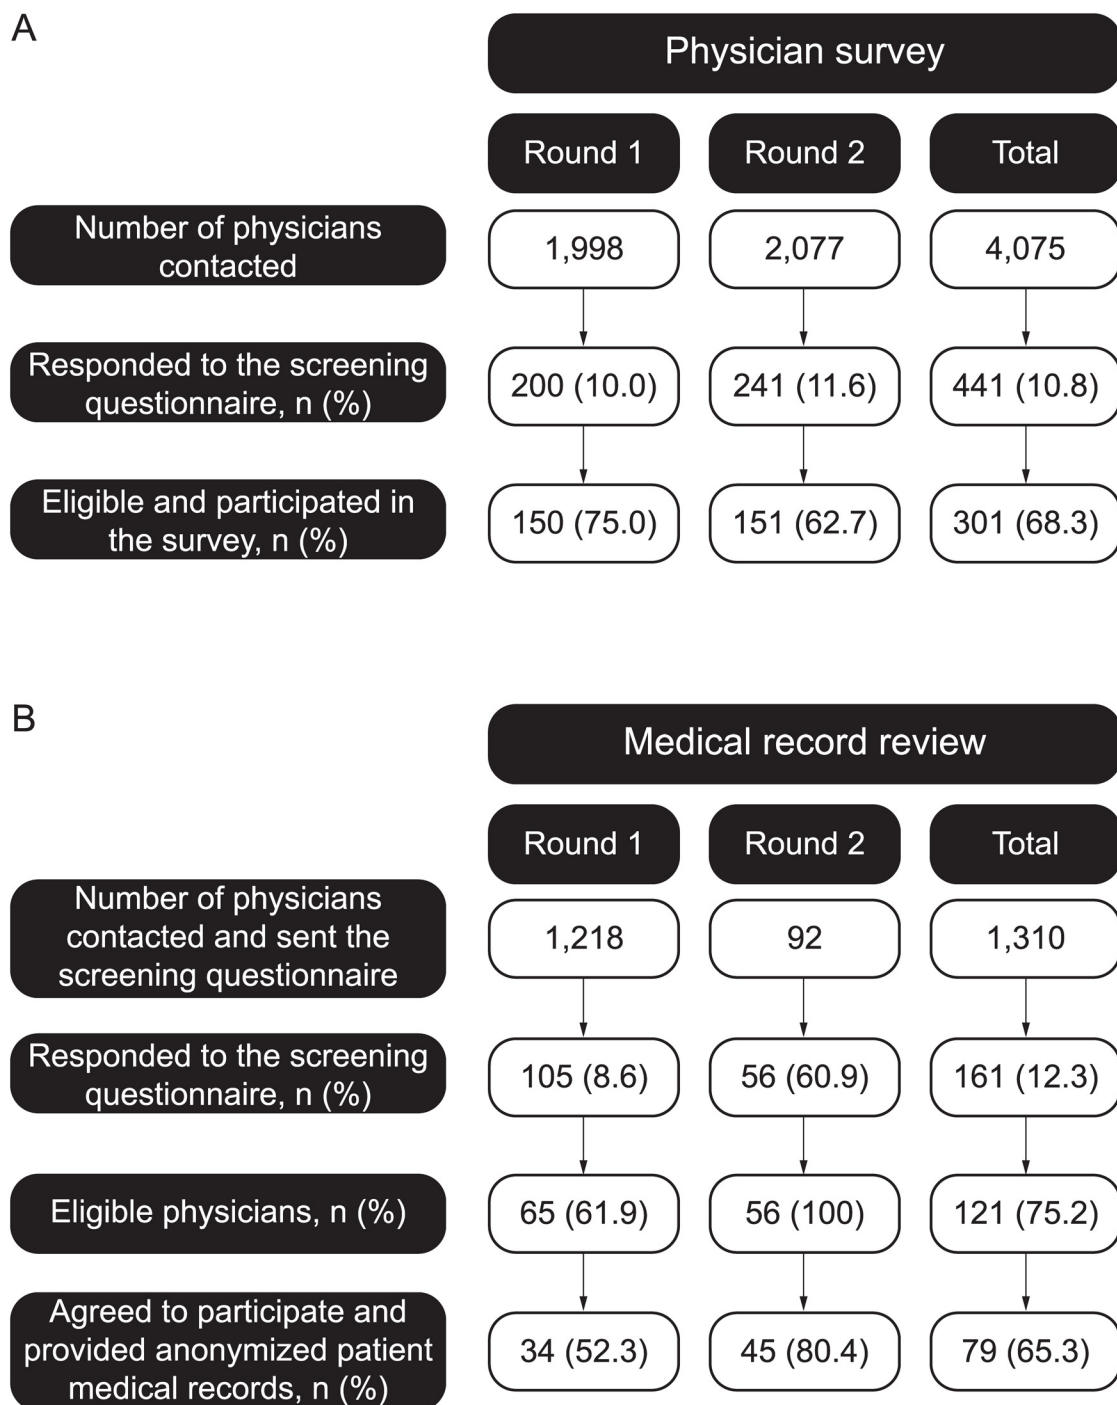 A
Physician survey
Round 1
Round 2
Total
Number of physicians
contacted
1,998
2,077
4,075
Responded to the screening
questionnaire, n (%)
200 (10.0)
241 (11.6)
441 (10.8)
Eligible and participated in
the survey, n (%)
150 (75.0)
151 (62.7)
301 (68.3)
B
Medical record review
Round 1
Round 2
Total
Number of physicians
contacted and sent the
screening questionnaire
1,218
92
1,310
Responded to the screening
questionnaire, n (%)
105 (8.6)
56 (60.9)
161 (12.3)
Eligible physicians, n (%)
65 (61.9)
56 (100)
121 (75.2)
Agreed to participate and
provided anonymized patient
medical records, n (%)
34 (52.3)
45 (80.4)
79 (65.3)